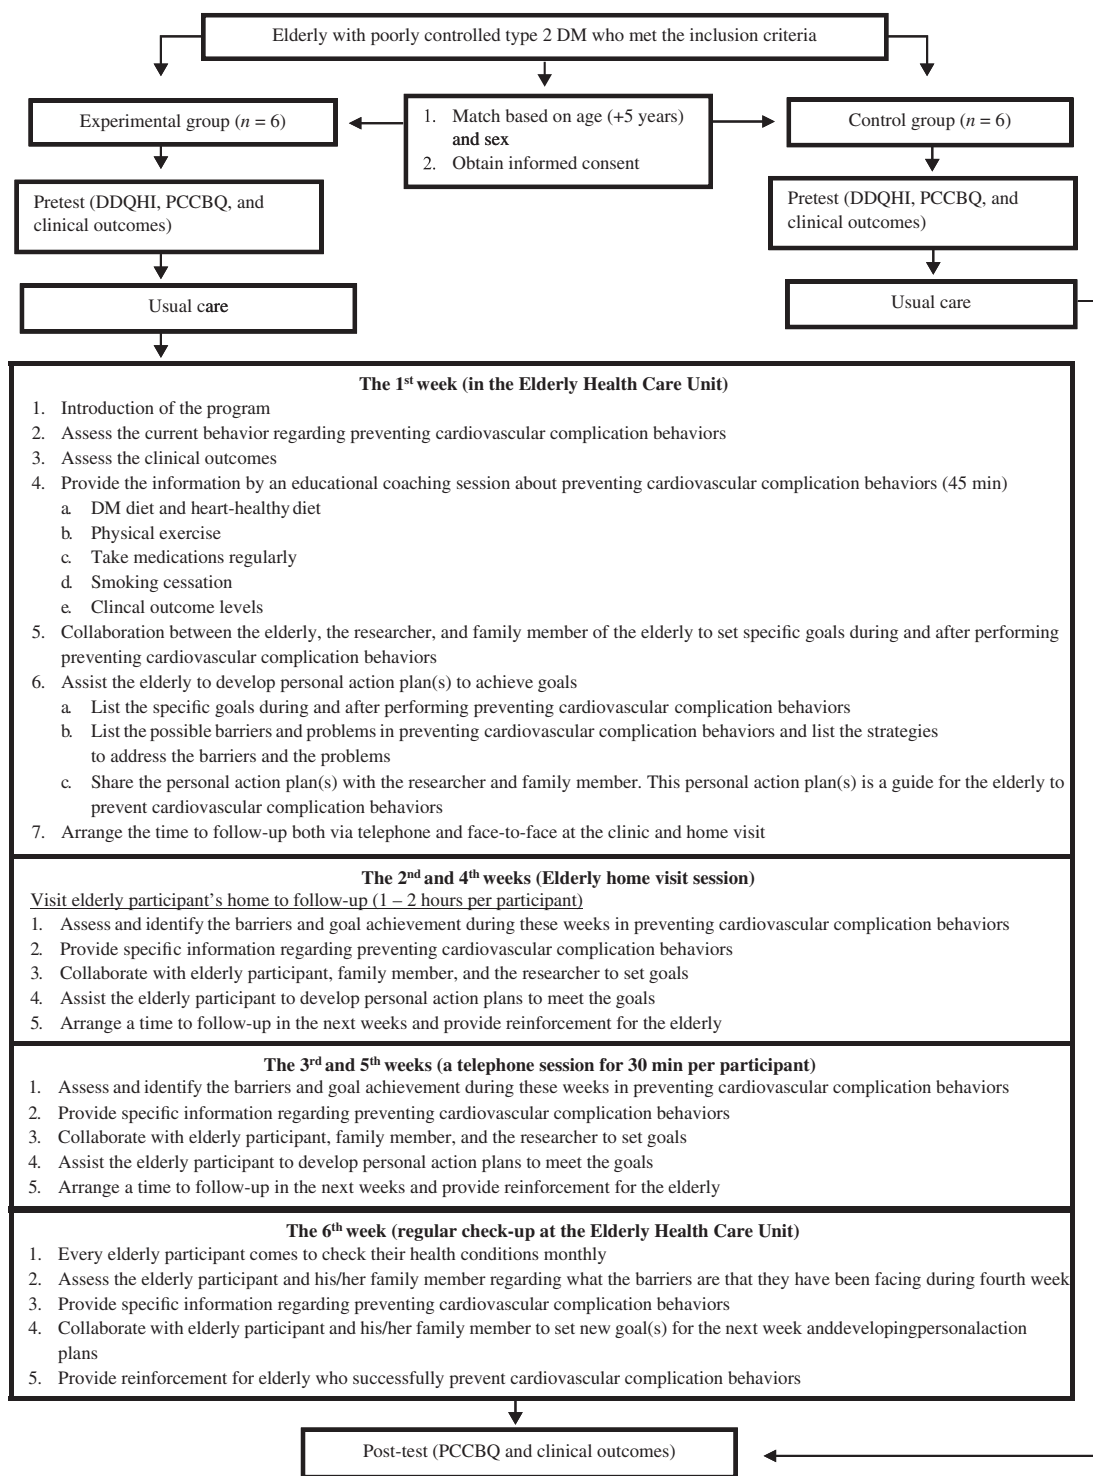 Elderly with poorly controlled type 2 DM who met the inclusion criteria
Experimental group (n = 6)
1. Match based on age (+5 years)
and sex
2. Obtain informed consent
Control group (n = 6)
Pretest (DDQHI, PCCBQ, and
clinical outcomes)
Pretest (DDQHI, PCCBQ, and
clinical outcomes)
Usual care
Usual care
The 1st week (in the Elderly Health Care Unit)
1. Introduction of the program
2. Assess the current behavior regarding preventing cardiovascular complication behaviors
3. Assess the clinical outcomes
4. Provide the information by an educational coaching session about preventing cardiovascular complication behaviors (45 min)
a. DM diet and heart-healthy diet
b. Physical exercise
c. Take medications regularly
d. Smoking cessation
e. Clincal outcome levels
5. Collaboration between the elderly, the researcher, and family member of the elderly to set specific goals during and after performing
preventing cardiovascular complication behaviors
6. Assist the elderly to develop personal action plan(s) to achieve goals
a. List the specific goals during and after performing preventing cardiovascular complication behaviors
b. List the possible barriers and problems in preventing cardiovascular complication behaviors and list the strategies
to address the barriers and the problems
c. Share the personal action plan(s) with the researcher and family member. This personal action plan(s) is a guide for the elderly to
prevent cardiovascular complication behaviors
7. Arrange the time to follow-up both via telephone and face-to-face at the clinic and home visit
The 2nd and 4th weeks (Elderly home visit session)
Visit elderly participant's home to follow-up (1 – 2 hours per participant)
1. Assess and identify the barriers and goal achievement during these weeks in preventing cardiovascular complication behaviors
2. Provide specific information regarding preventing cardiovascular complication behaviors
3. Collaborate with elderly participant, family member, and the researcher to set goals
4. Assist the elderly participant to develop personal action plans to meet the goals
5. Arrange a time to follow-up in the next weeks and provide reinforcement for the elderly
The 3rd and 5th weeks (a telephone session for 30 min per participant)
1. Assess and identify the barriers and goal achievement during these weeks in preventing cardiovascular complication behaviors
2. Provide specific information regarding preventing cardiovascular complication behaviors
3. Collaborate with elderly participant, family member, and the researcher to set goals
4. Assist the elderly participant to develop personal action plans to meet the goals
5. Arrange a time to follow-up in the next weeks and provide reinforcement for the elderly
The 6th week (regular check-up at the Elderly Health Care Unit)
1. Every elderly participant comes to check their health conditions monthly
2. Assess the elderly participant and his/her family member regarding what the barriers are that they have been facing during fourth week
3. Provide specific information regarding preventing cardiovascular complication behaviors
4. Collaborate with elderly participant and his/her family member to set new goal(s) for the next week anddevelopingpersonalaction
plans
5. Provide reinforcement for elderly who successfully prevent cardiovascular complication behaviors
Post-test (PCCBQ and clinical outcomes)